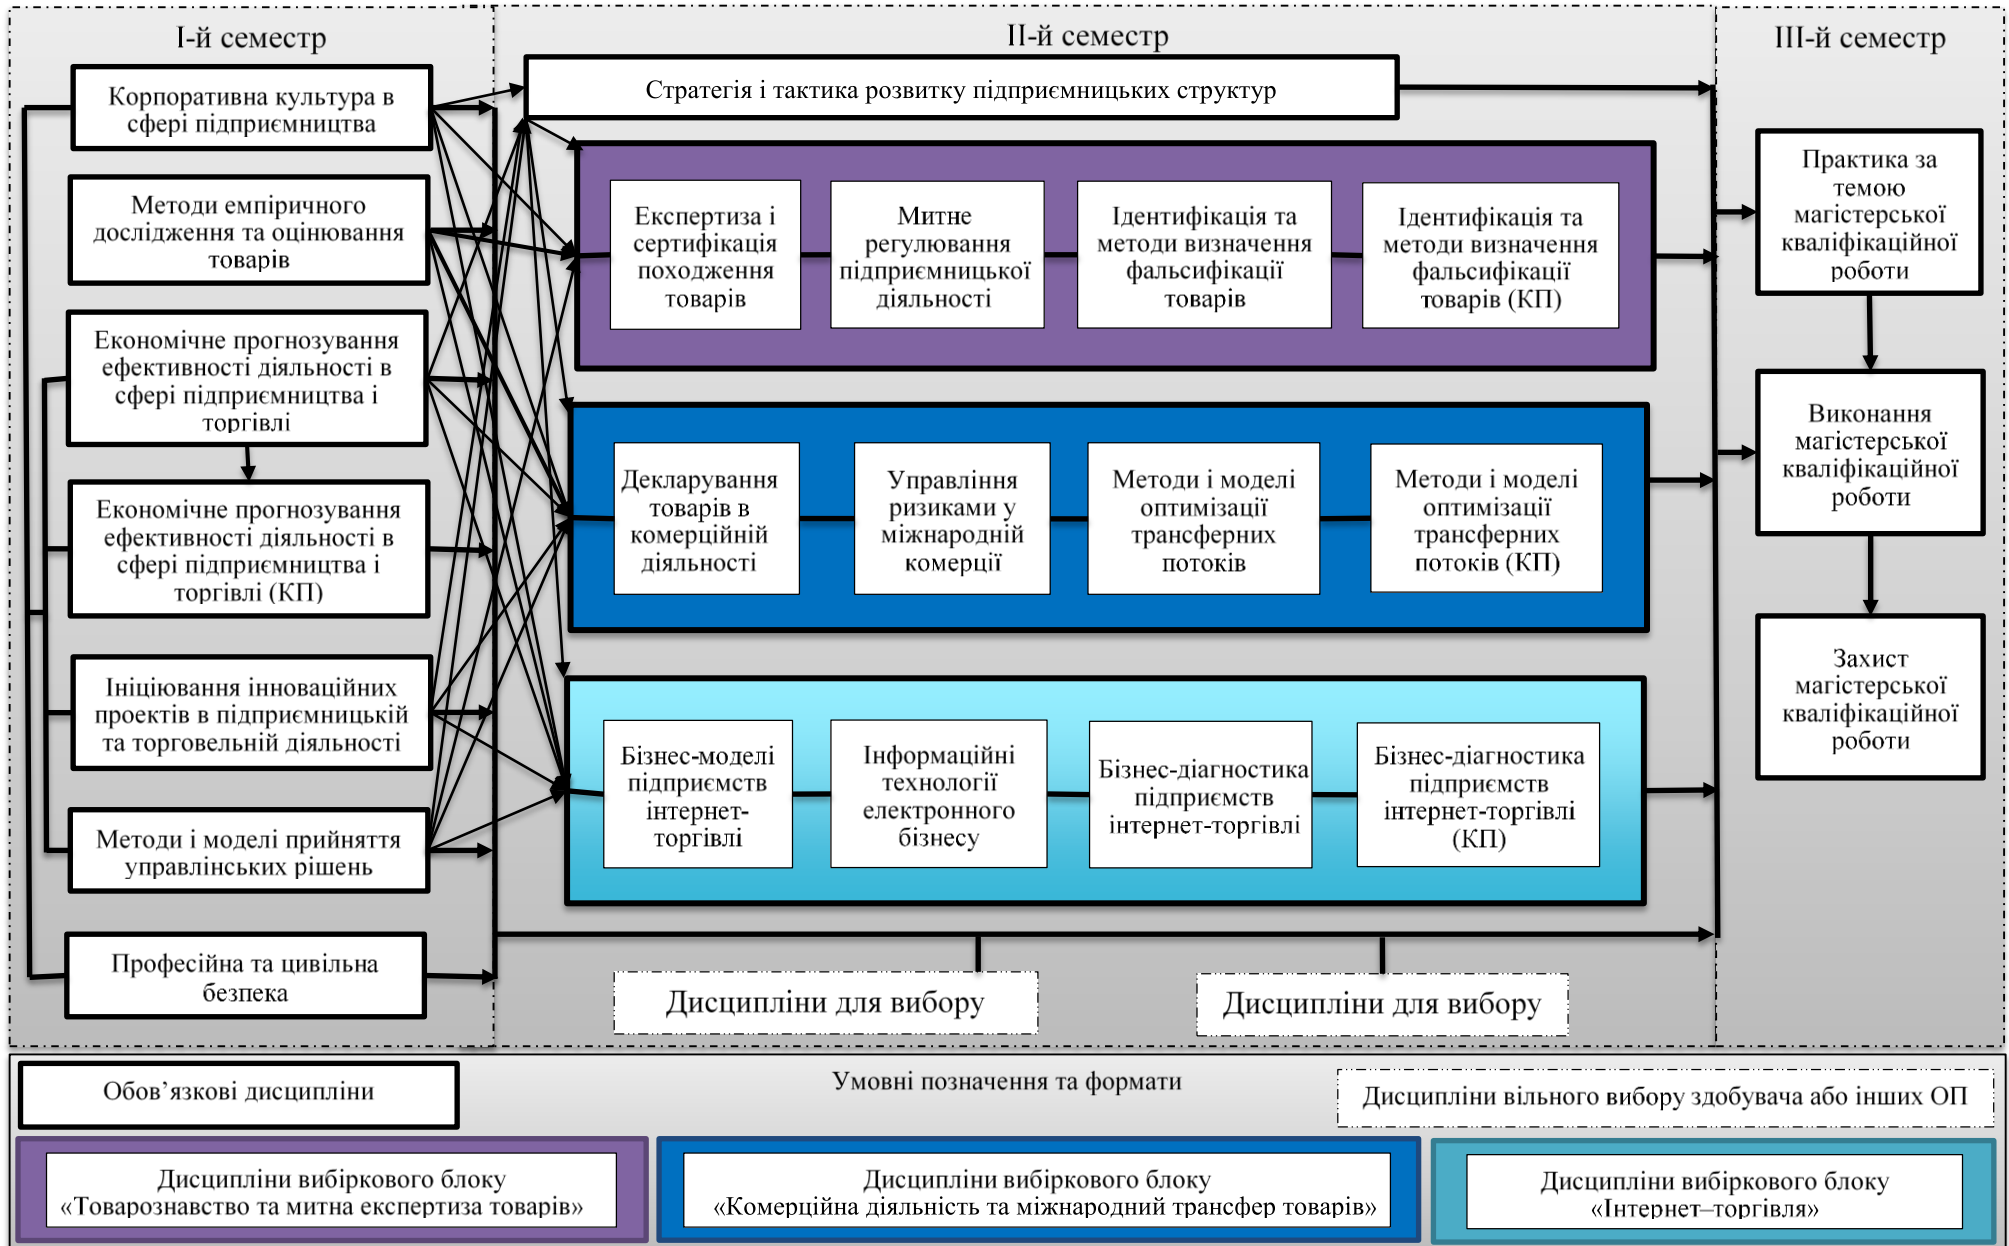 І-й семестр
Корпоративна культура в
сфері підприємництва
Методи емпіричного
дослідження та оцінювання
товарів
Економічне прогнозування
ефективності діяльності в
сфері підприємництва і
торгівлі
Економічне прогнозування
ефективності діяльності в
сфері підприємництва і
торгівлі (КП)
Ініціювання інноваційних
проектів в підприємницькій
та торговельній діяльності
Методи і моделі прийняття
управлінських рішень
Професійна та цивільна
безпека
ІІ-й семестр
Стратегія і тактика розвитку підприємницьких структур
Експертиза і
сертифікація
походження
товарів
Митне
регулювання
підприємницької
діяльності
Ідентифікація та
методи визначення
фальсифікації
товарів
Ідентифікація та
методи визначення
фальсифікації
товарів (КП)
Декларування
товарів в
комерційній
діяльності
Управління
ризиками у
міжнародній
комерції
Методи і моделі
оптимізації
трансферних
потоків
Методи і моделі
оптимізації
трансферних
потоків (КП)
Бізнес-моделі
підприємств
інтернет-
торгівлі
Інформаційні
технології
електронного
бізнесу
Бізнес-діагностика
підприємств
інтернет-торгівлі
Бізнес-діагностика
підприємств
інтернет-торгівлі
(КП)
Дисципліни для вибору
Дисципліни для вибору
ІІІ-й семестр
Практика за
темою
магістерської
кваліфікаційної
роботи
Виконання
магістерської
кваліфікаційної
роботи
Захист
магістерської
кваліфікаційної
роботи
Обов’язкові дисципліни
Умовні позначення та формати
Дисципліни вільного вибору здобувача або інших ОП
Дисципліни вибіркового блоку
«Товарознавство та митна експертиза товарів»
Дисципліни вибіркового блоку
«Комерційна діяльність та міжнародний трансфер товарів»
Дисципліни вибіркового блоку
«Інтернет–торгівля»